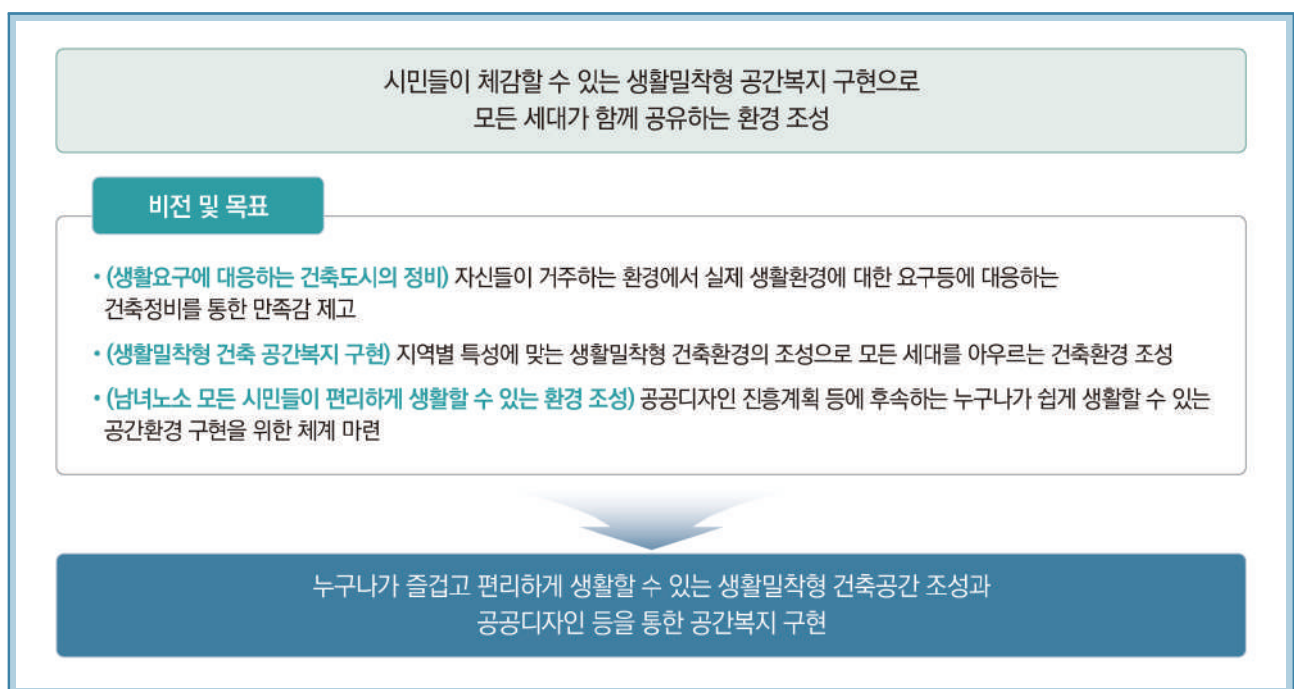 시민들이 체감할 수 있는 생활밀착형 공간복지 구현으로
모든 세대가 함께 공유하는 환경 조성
비전 및 목표
• (생활요구에 대응하는 건축도시의 정비) 자신들이 거주하는 환경에서 실제 생활환경에 대한 요구등에 대응하는
건축정비를 통한 만족감 제고
• (생활밀착형 건축 공간복지 구현) 지역별 특성에 맞는 생활밀착형 건축환경의 조성으로 모든 세대를 아우르는 건축환경 조성
• (남녀노소 모든 시민들이 편리하게 생활할 수 있는 환경 조성) 공공디자인 진흥계획 등에 후속하는 누구나가 쉽게 생활할 수 있는
공간환경 구현을 위한 체계 마련
누구나가 즐겁고 편리하게 생활할 수 있는 생활밀착형 건축공간 조성과
공공디자인 등을 통한 공간복지 구현